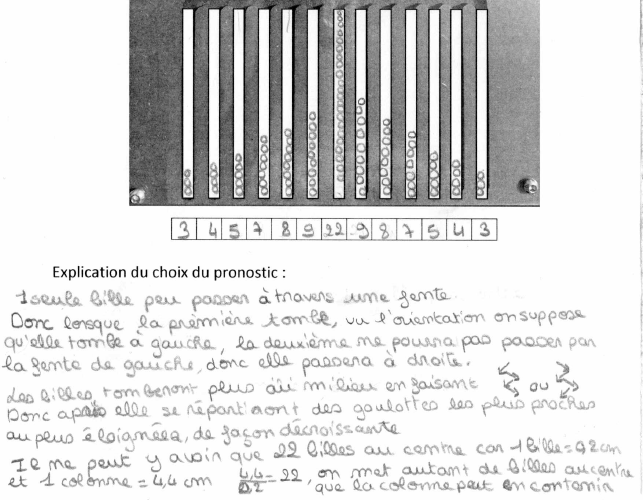 3 4 5 7 8 9 22 9 8 7 5 4 3
Explication du choix du pronostic :
1 seule bille peu passer à travers une fente.
Donc lorsque la première tombe, vu l'orientation on suppose
qu'elle tombe à gauche, la deuxième ne pourra pas passer par
la fente de gauche, donc elle passera à droite.
Les billes tomberont plus au milieu en faisant ou
Donc après elle se répartiront des goulottes les plus proches
au plus éloignées, de façon décroissante
Il ne peut y avoir que 22 billes au centre car 1 bille = 0,2 cm
et 1 colonne = 4,4 cm 4,4/0,2 = 22, on met autant de billes au centre
que la colonne peut en contenir